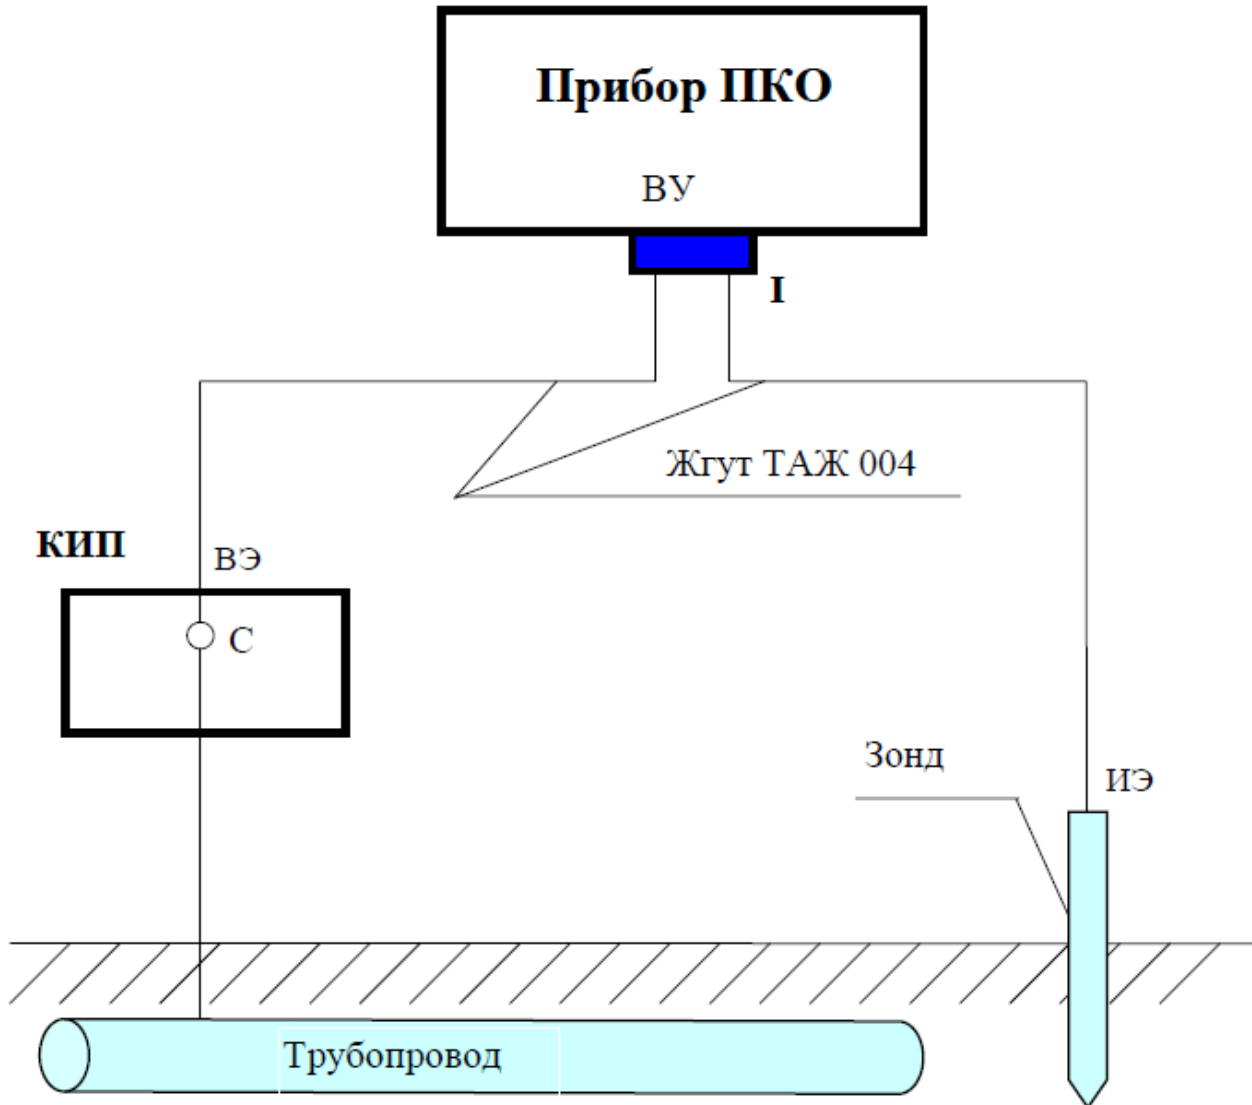 Прибор ПКО
ВУ
I
Жгут ТАЖ 004
КИП
ВЭ
С
Зонд
ИЭ
Трубопровод